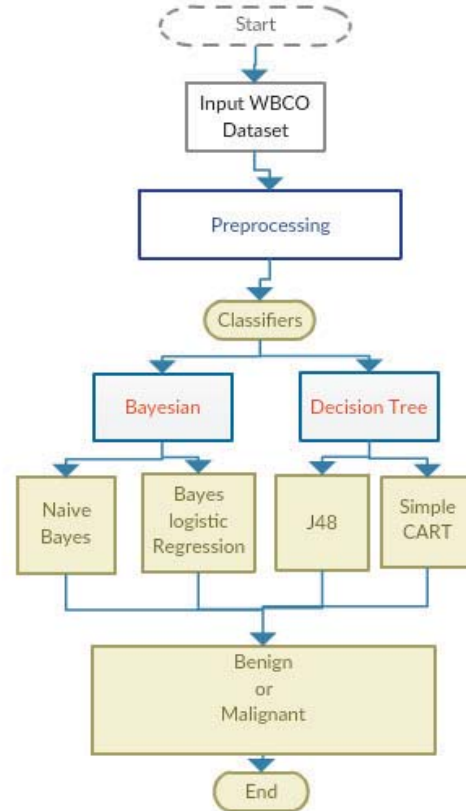 Start
Input WBCO
Dataset
Preprocessing
Classifiers
Bayesian
Decision Tree
Naive
Bayes
Bayes
logistic
Regression
J48
Simple
CART
Benign
or
Malignant
End